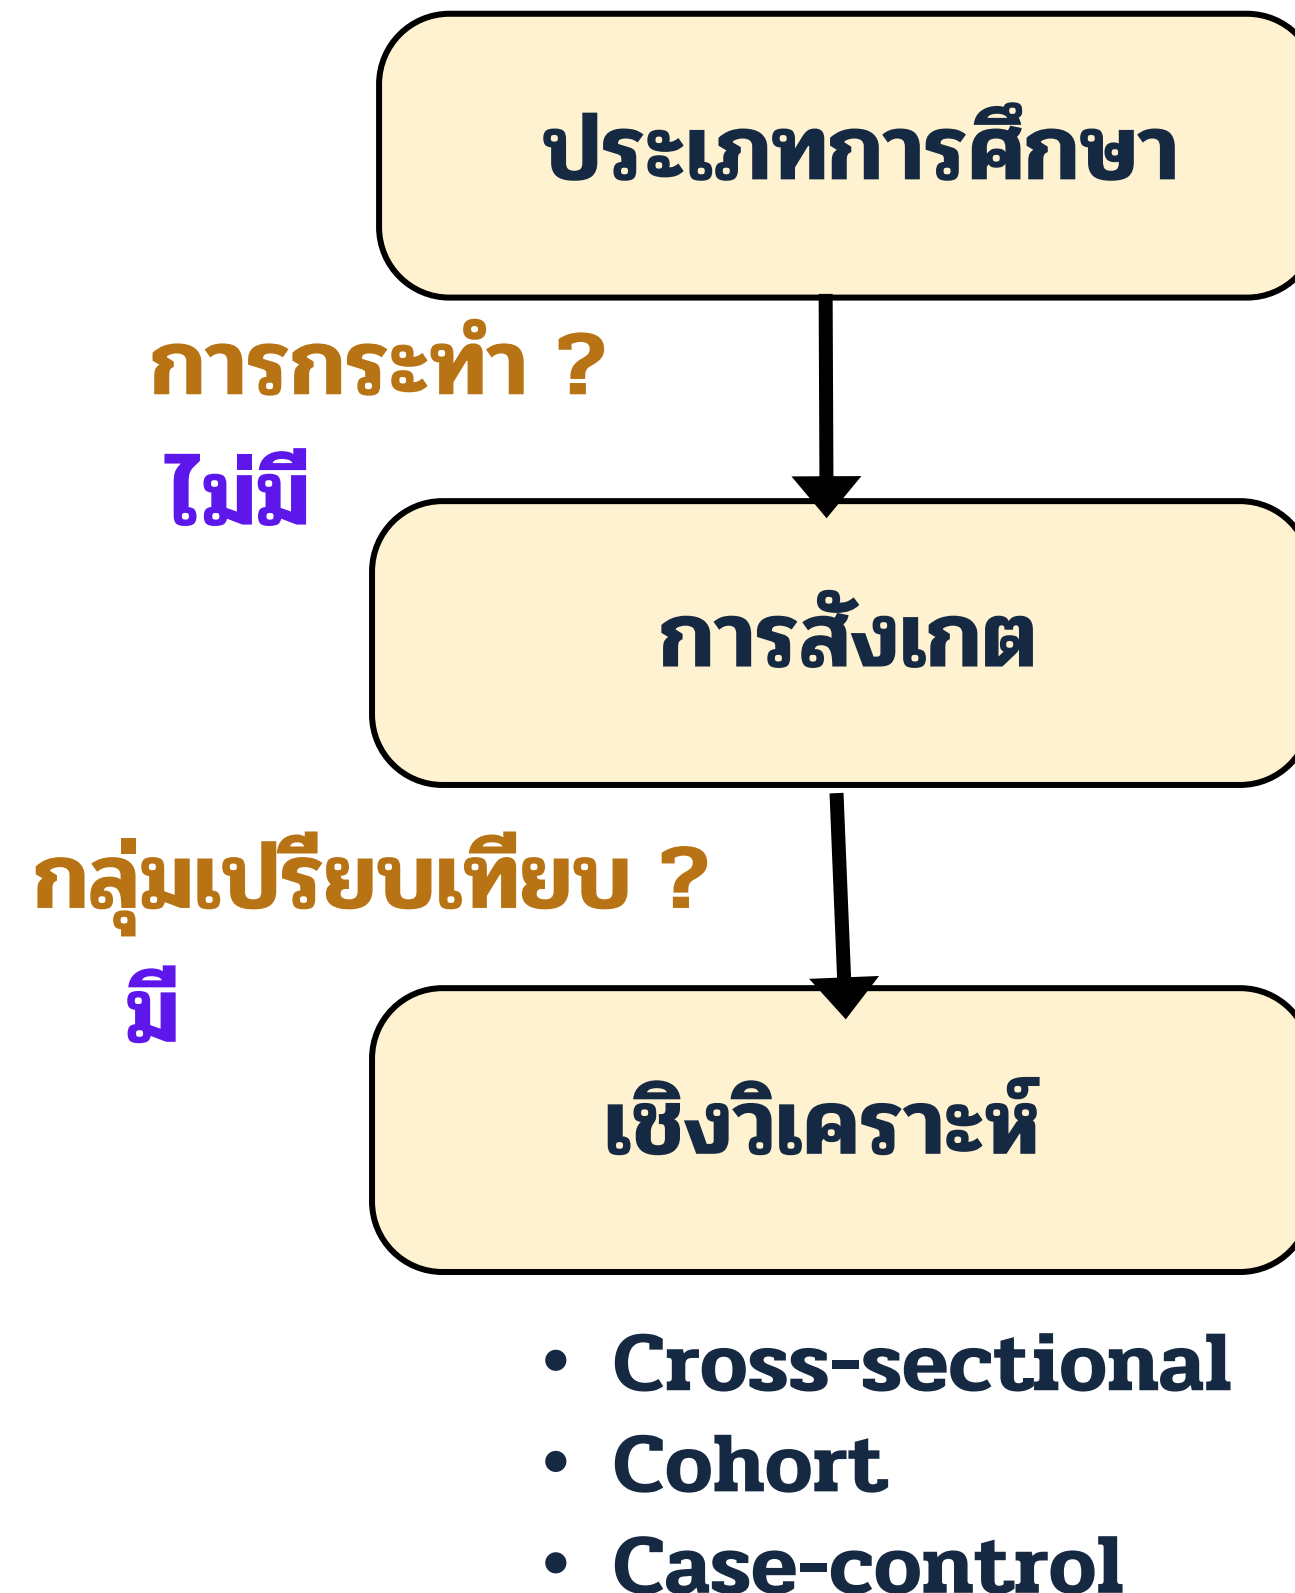 ประเภทการศึกษา
การกระทำ ?
ไม่มี
การสังเกต
กลุ่มเปรียบเทียบ ?
มี
เชิงวิเคราะห์
• Cross-sectional
• Cohort
• Case-control